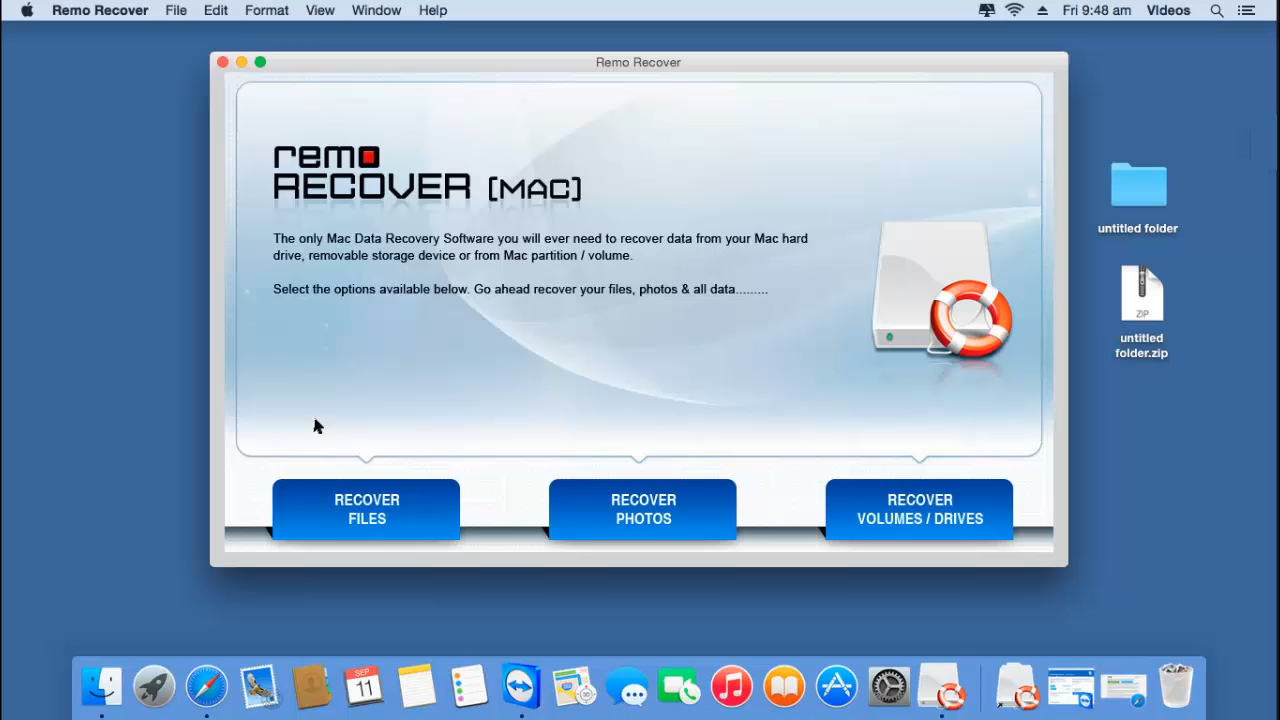 Remo Recover File Edit Format View Window Help Fri 9:48 am VIdeos
Remo Recover
remo
RECOVER [MAC]
The only Mac Data Recovery Software you will ever need to recover data from your Mac hard
drive, removable storage device or from Mac partition / volume.
Select the options available below. Go ahead recover your files, photos & all data.........
RECOVER
FILES
RECOVER
PHOTOS
RECOVER
VOLUMES / DRIVES
untitled folder
ZIP
untitled
folder.zip
SEP
11